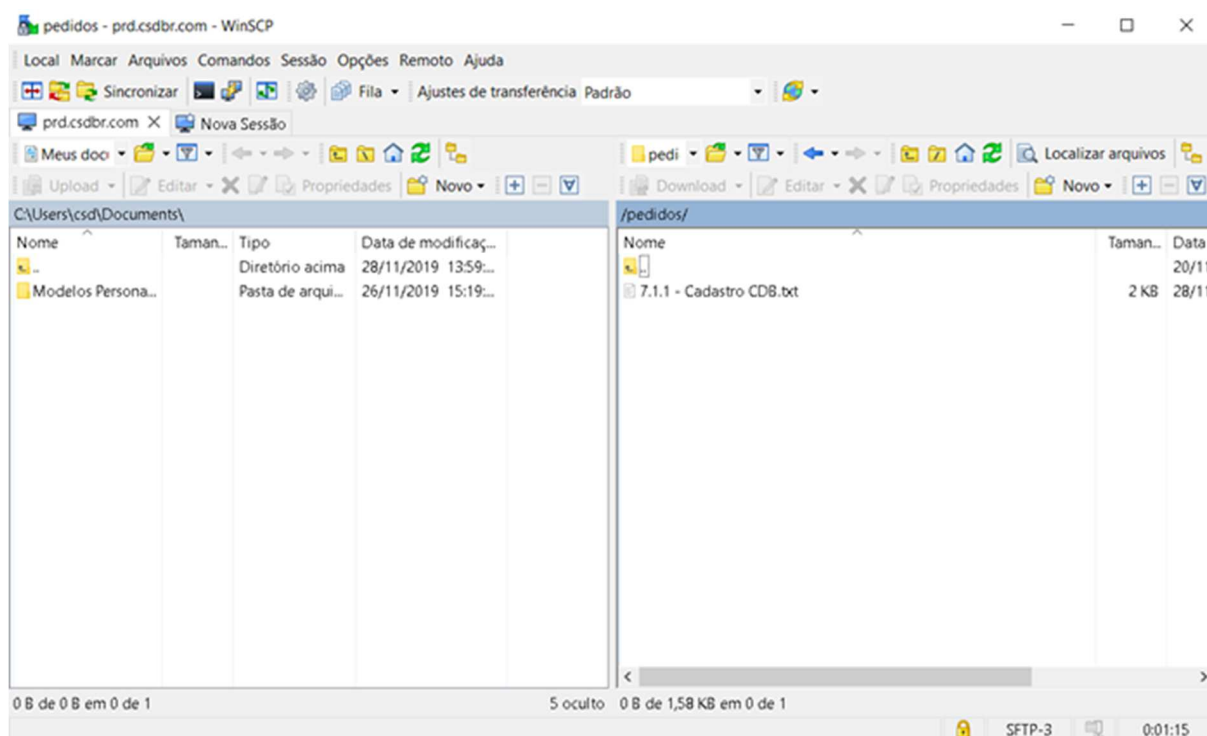 pedidos - prd.csdbr.com - WinSCP
Local Marcar Arquivos Comandos Sessão Opções Remoto Ajuda
Sincronizar Fila Ajustes de transferência Padrão
prd.csdbr.com X Nova Sessão
Meus doc pedi Localizar arquivos
Upload Editar Propriedades Novo Download Editar Propriedades Novo
C:\Users\csd\Documents\ /pedidos/
Nome Taman... Tipo Data de modificaç... Nome Taman... Data
.. Diretório acima 28/11/2019 13:59:... .. 20/11
Modelos Persona... Pasta de arqui... 26/11/2019 15:19:... 7.1.1 - Cadastro CDB.txt 2 KB 28/11
0 B de 0 B em 0 de 1 5 oculto 0 B de 1,58 KB em 0 de 1
SFTP-3 0:01:15